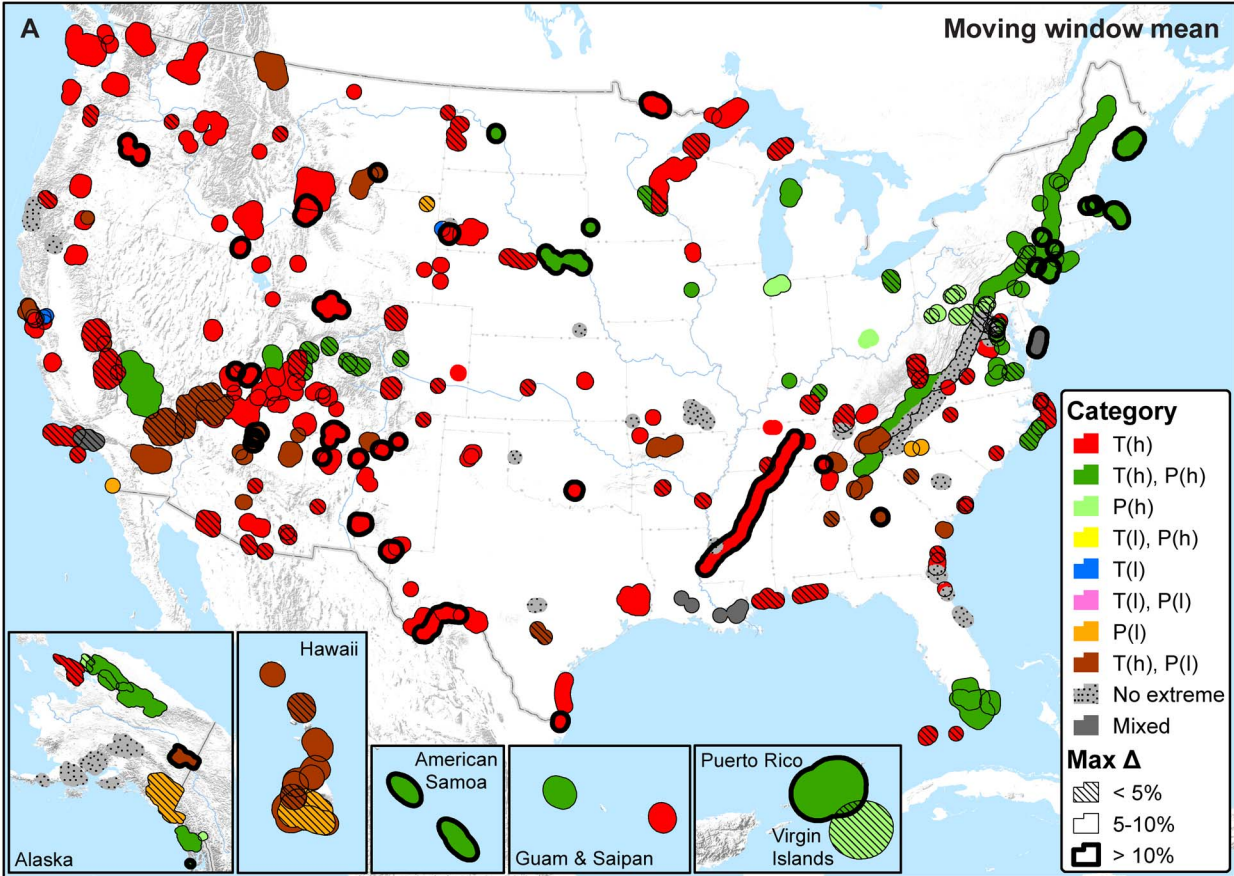 A
Moving window mean
Category
T(h)
T(h), P(h)
P(h)
T(l), P(h)
T(l)
T(l), P(l)
P(l)
T(h), P(l)
No extreme
Mixed
Max Δ
< 5%
5-10%
> 10%
Alaska
Hawaii
American
Samoa
Guam & Saipan
Puerto Rico
Virgin
Islands